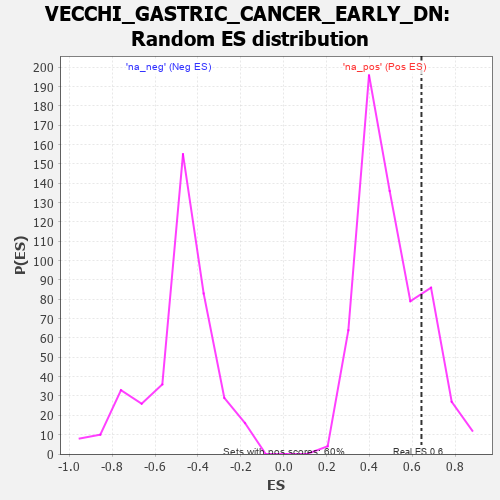 VECCHI_GASTRIC_CANCER_EARLY_DN:
Random ES distribution
'na_neg' (Neg ES)
'na_pos' (Pos ES)
200
190
180
170
160
150
140
130
120
110
100
90
80
70
60
50
40
30
20
10
0
P(ES)
Sets with pos scores: 60%
Real ES 0.6
-1.0 -0.8 -0.6 -0.4 -0.2 0.0 0.2 0.4 0.6 0.8
ES